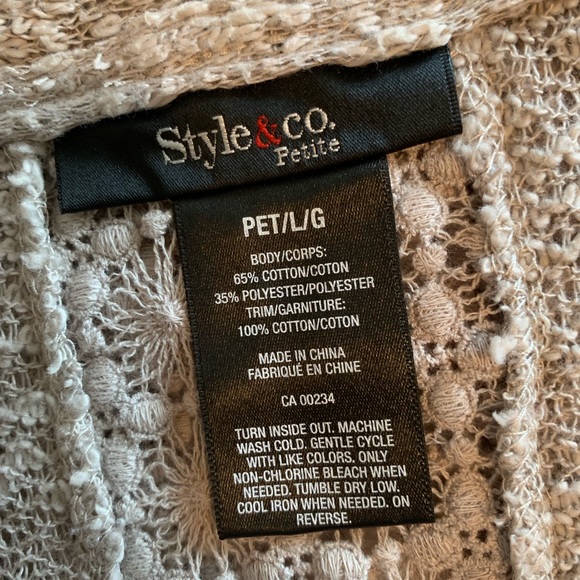 Style&co.
Petite
PET/L/G
BODY/CORPS:
65% COTTON/COTON
35% POLYESTER/POLYESTER
TRIM/GARNITURE:
100% COTTON/COTON
MADE IN CHINA
FABRIQUÉ EN CHINE
CA 00234
TURN INSIDE OUT. MACHINE
WASH COLD. GENTLE CYCLE
WITH LIKE COLORS. ONLY
NON-CHLORINE BLEACH WHEN
NEEDED. TUMBLE DRY LOW.
COOL IRON WHEN NEEDED. ON
REVERSE.